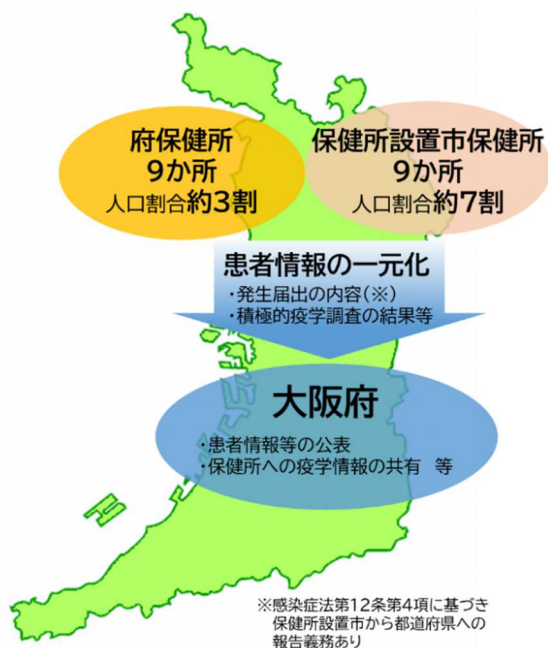 府保健所
9か所
人口割合約3割
保健所設置市保健所
9か所
人口割合約7割
患者情報の一元化
・発生届出の内容(※)
・積極的疫学調査の結果等
大阪府
・患者情報等の公表
・保健所への疫学情報の共有 等
※感染症法第12条第4項に基づき
保健所設置市から都道府県への
報告義務あり